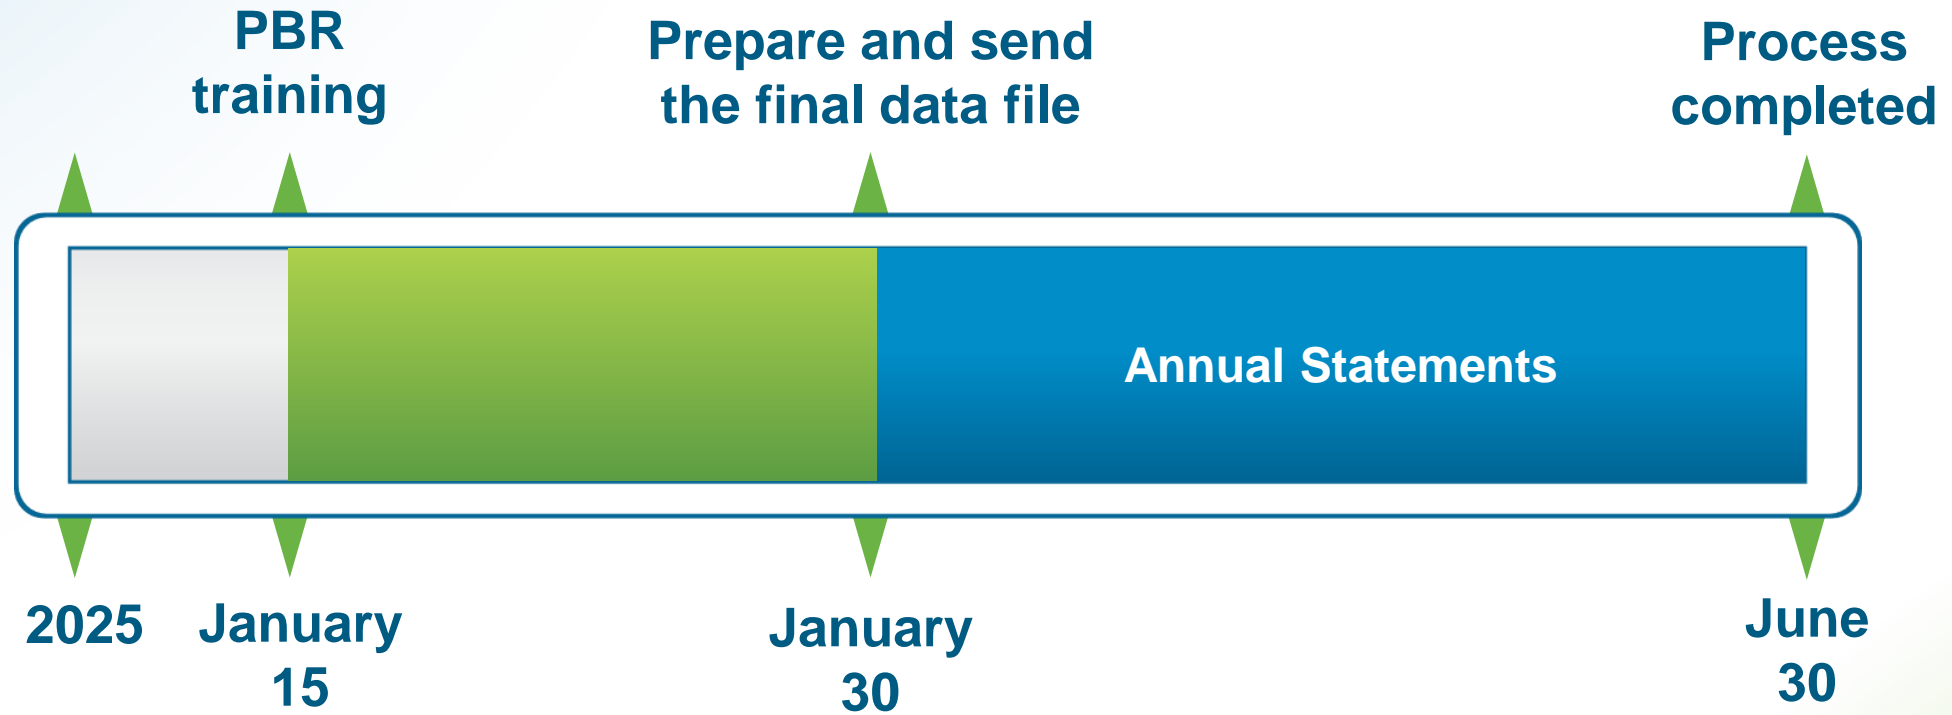 PBR
training
Prepare and send
the final data file
Process
completed
Annual Statements
2025
January
15
January
30
June
30